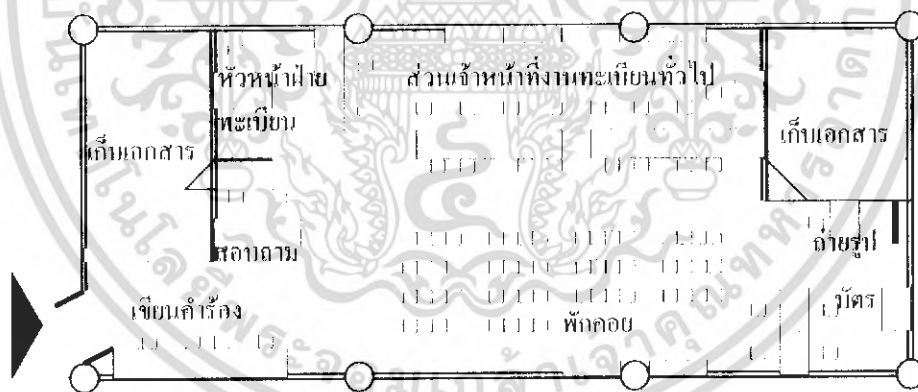 หัวหน้าฝ่าย
ทะเบียน
ส่วนเจ้าหน้าที่งานทะเบียนทั่วไป
เก็บเอกสาร
เก็บเอกสาร
สอบถาม
ถ่ายรูป
บัตร
เขียนคำร้อง
พักคอย